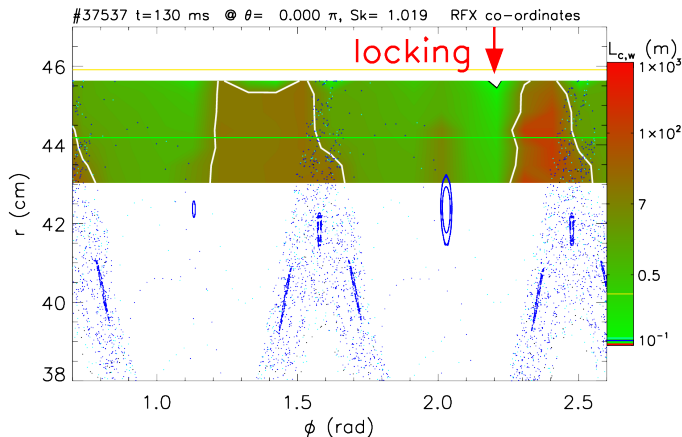 #37537 t=130 ms @ θ= 0.000 π, Sk= 1.019 RFX co-ordinates
locking
L_{c,w} (m)
46
44
42
40
38
r (cm)
1.0 1.5 2.0 2.5
ϕ (rad)
1×10³
1×10²
7
0.5
10⁻¹